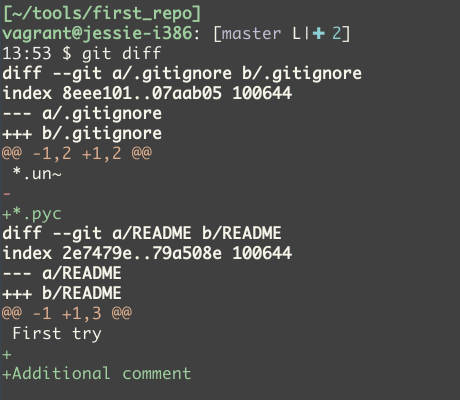 [~/tools/first_repo]
vagrant@jessie-i386: [master L|✚ 2]
13:53 $ git diff
diff --git a/.gitignore b/.gitignore
index 8eee101..07aab05 100644
--- a/.gitignore
+++ b/.gitignore
@@ -1,2 +1,2 @@
 *.un~
-
+*.pyc
diff --git a/README b/README
index 2e7479e..79a508e 100644
--- a/README
+++ b/README
@@ -1 +1,3 @@
 First try
+
+Additional comment